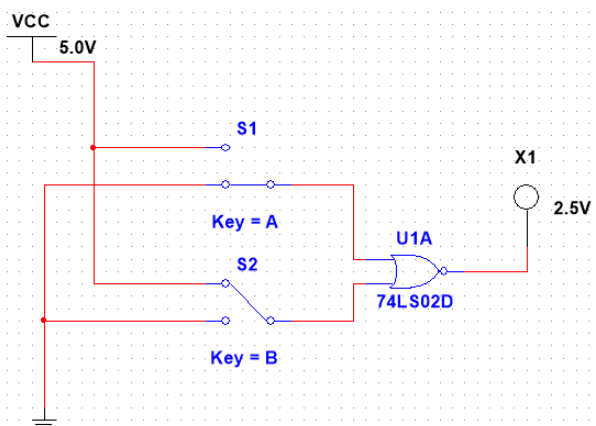 VCC
5.0V
S1
X1
2.5V
Key = A
U1A
S2
74LS02D
Key = B